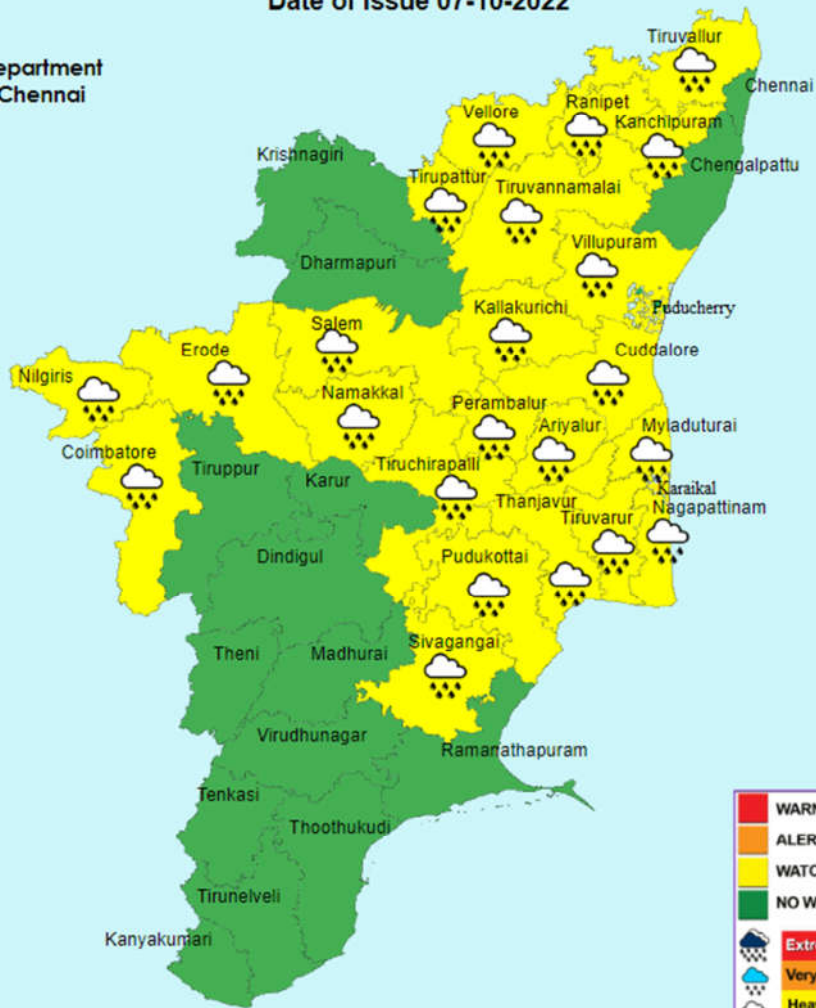 Date of Issue 07-10-2022
epartment
Chennai
Tiruvallur
Chennai
Vellore
Ranipet
Kanchipuram
Krishnagiri
Chengalpattu
Tirupattur
Tiruvannamalai
Villupuram
Dharmapuri
Kallakurichi
Puducherry
Salem
Erode
Cuddalore
Nilgiris
Namakkal
Perambalur
Ariyalur
Myladuturai
Coimbatore
Tiruppur
Karur
Tiruchirapalli
Karaikal
Thanjavur
Nagapattinam
Tiruvarur
Dindigul
Pudukottai
Sivagangai
Theni
Madhurai
Virudhunagar
Ramanathapuram
Tenkasi
Thoothukudi
Tirunelveli
Kanyakumari
WARN
ALER
WATC
NO W
Extre
Very
Heav